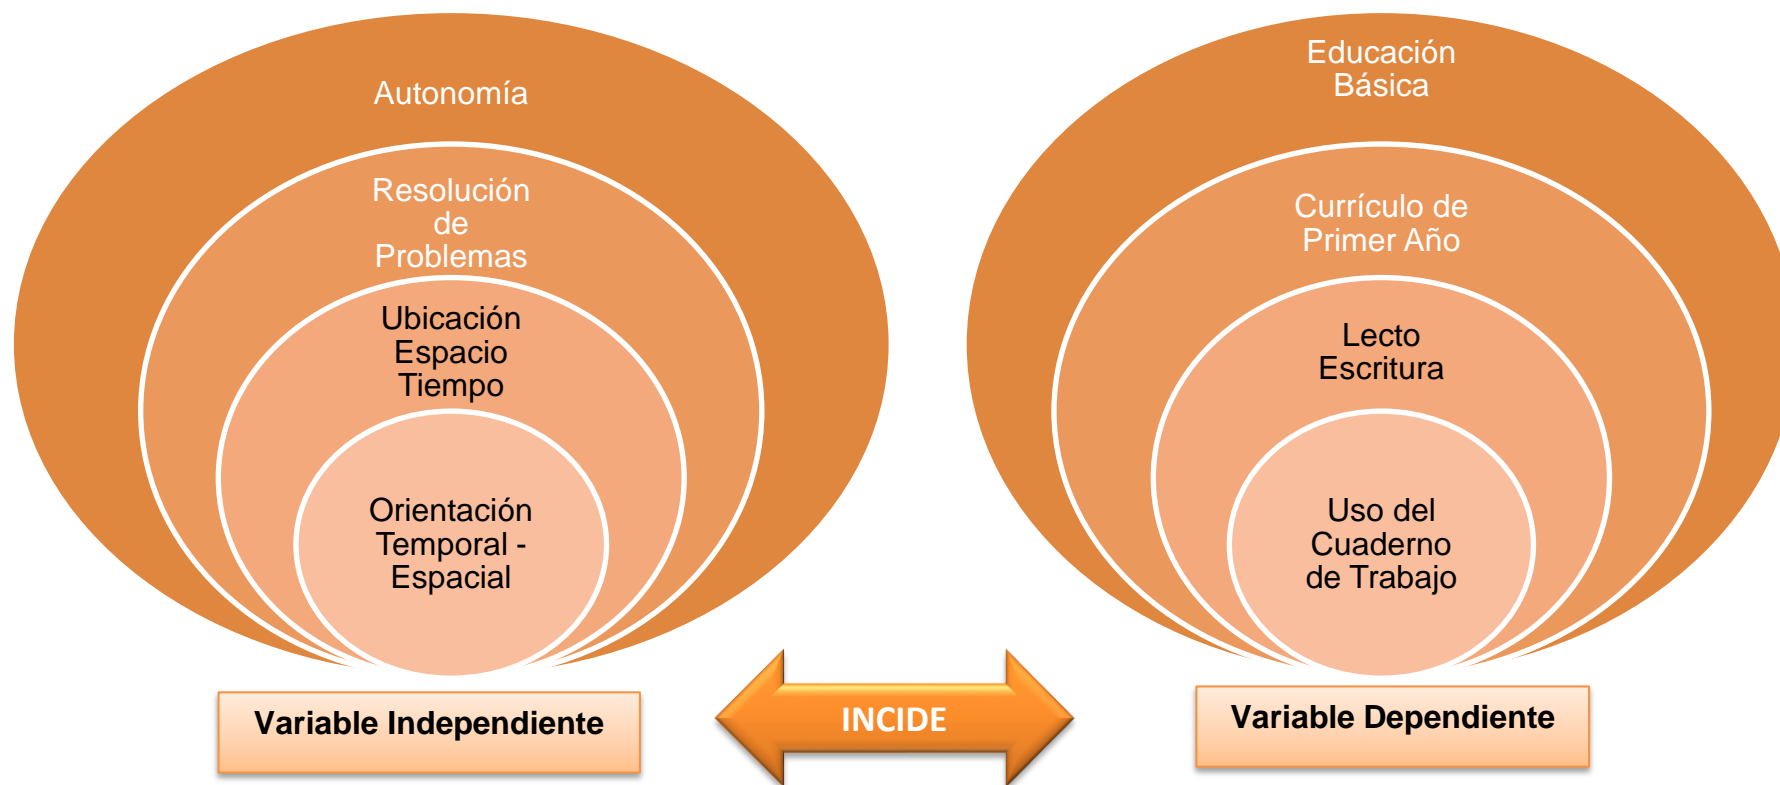 Autonomía
Resolución
de
Problemas
Ubicación
Espacio
Tiempo
Orientación
Temporal -
Espacial
Variable Independiente
INCIDE
Educación
Básica
Currículo de
Primer Año
Lecto
Escritura
Uso del
Cuaderno
de Trabajo
Variable Dependiente